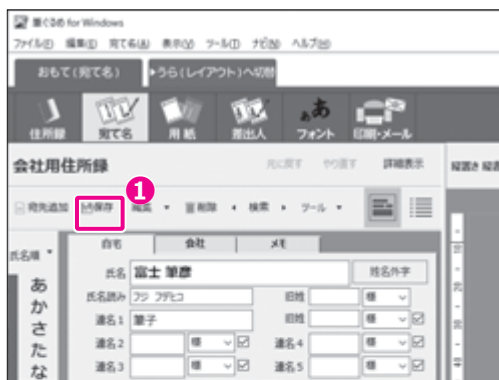 筆ぐるめ for Windows
ファイル(F) 編集(E) 宛て名(A) 表示(V) ツール(T) ナビ(N) ヘルプ(H)
おもて(宛て名) ▶うら(レイアウト)へ切替
住所録 宛て名 用紙 差出人 フォント 印刷・メール
会社用住所録 元に戻す やり直す 詳細表示 縦置き
宛先追加 保存 編集 削除 検索 ツール
1
自宅 会社 メモ
氏名順
氏名 富士 筆彦 姓名外字
氏名読み フジ フデヒコ 旧姓 様
連名1 筆子 旧姓 様
連名2 様 連名4 様
連名3 様 連名5 様
あ
か
さ
た
な